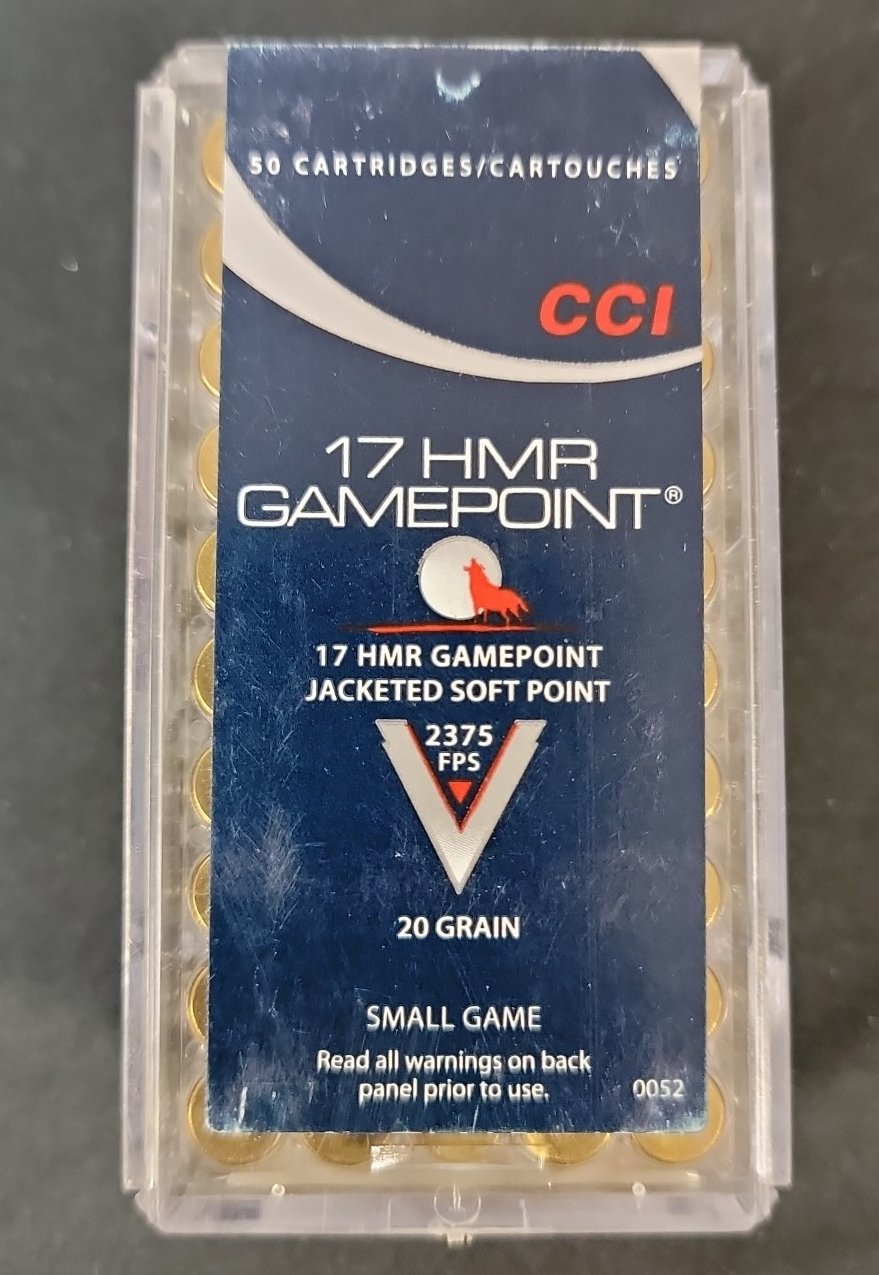 50 CARTRIDGES/CARTOUCHES
CCI
17 HMR
GAMEPOINT®
17 HMR GAMEPOINT
JACKETED SOFT POINT
2375
FPS
20 GRAIN
SMALL GAME
Read all warnings on back
panel prior to use.
0052